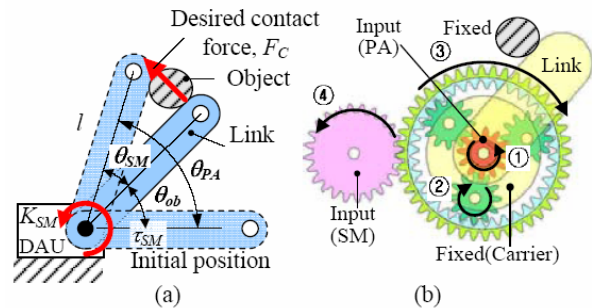 Desired contact
force, F_C
Object
l
Link
θ_SM
θ_PA
θ_ob
K_SM
DAU
τ_SM
Initial position
(a)
Input
(PA)
Fixed
③
Link
④
①
②
Input
(SM)
Fixed(Carrier)
(b)